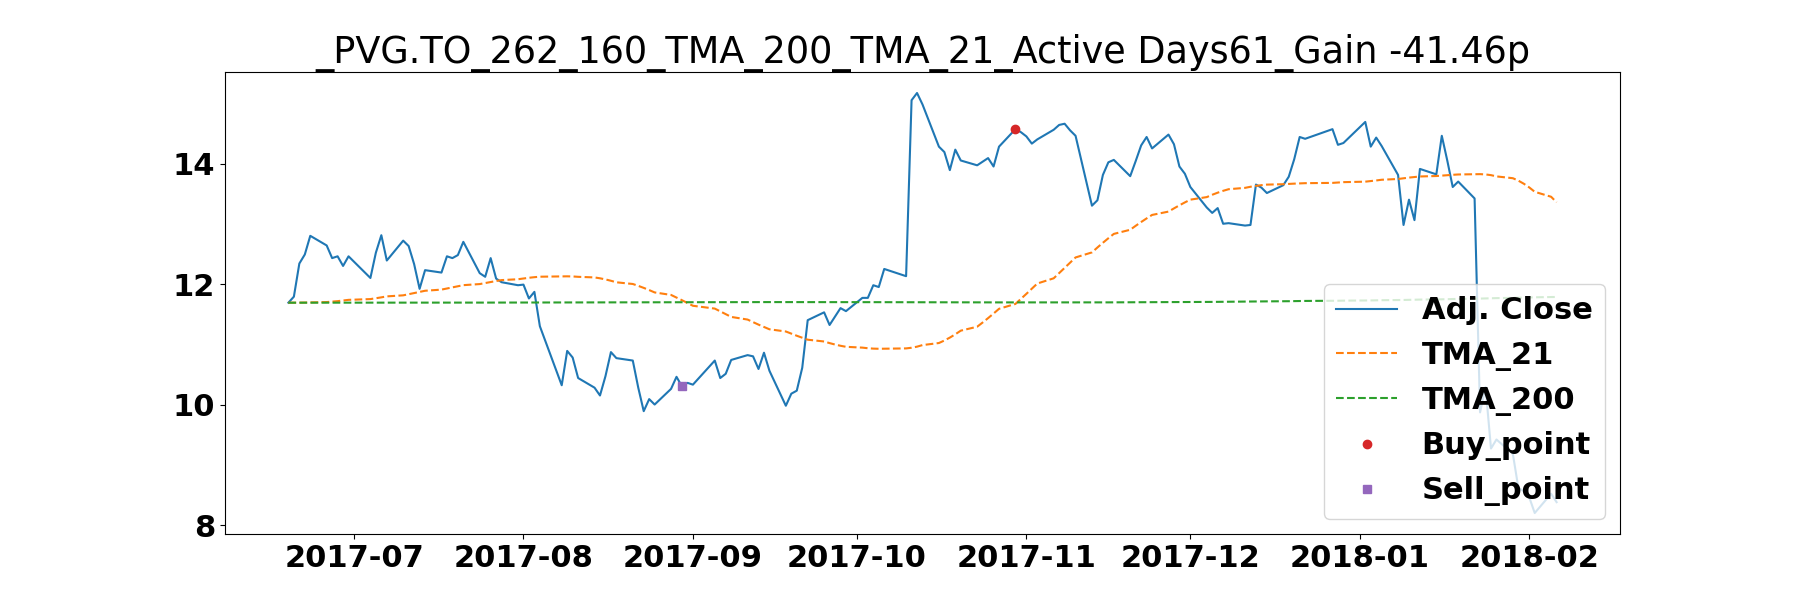 _PVG.TO_262_160_TMA_200_TMA_21_Active Days61_Gain -41.46p
14
12
10
8
Adj. Close
TMA_21
TMA_200
Buy_point
Sell_point
2017-07 2017-08 2017-09 2017-10 2017-11 2017-12 2018-01 2018-02